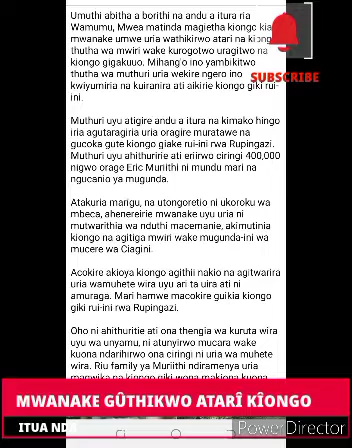 Umuthi abitha a borithi na andu a itura ria
Wamumu, Mwea matinda magietha kiongo kia
mwanake umwe uria wathikirwo atari na kiongo
thutha wa mwiri wake kurogotwo uragitwo na
kiongo gigakuuo. Mihang'o ino yambikitwo
thutha wa muthuri uria wekire ngero ino
kwiyumiria na kuiranira ati aikirie kiongo giki rui-
ini.
Muthuri uyu atigire andu a itura na kimako hingo
iria agutaragiria uria oragire muratawe na
gucoka gute kiongo giake rui-ini rwa Rupingazi.
Muthuri uyu ahithuririe ati eriirwo ciringi 400,000
nigwo orage Eric Muriithi ni mundu mari na
ngucanio ya mugunda.
Atakuria marigu, na utongoretio ni ukoroku wa
mbeca, ahenereirie mwanake uyu uria ni
mutwarithia wa nduthi macemanie, akimutinia
kiongo na agitiga mwiri wake mugunda-ini wa
mucere wa Ciagini.
Acokire akioya kiongo agithii nakio na agitwarira
uria wamuhete wira uyu ari ta uira ati ni
amuraga. Mari hamwe macokire guikia kiongo
giki rui-ini rwa Rupingazi.
Oho ni ahithuritie ati ona thengia wa kuruta wira
uyu wa unyamu, ni atunyirwo mucara wake
kuona ndarihirwo ona ciringi ni uria wa muhete
wira. Riu family ya Muriithi ndiramenya uria
SUBSCRIBE
MWANAKE GŨTHIKWO ATARĨ KĨONGO
ITUA NDA
PowerDirector